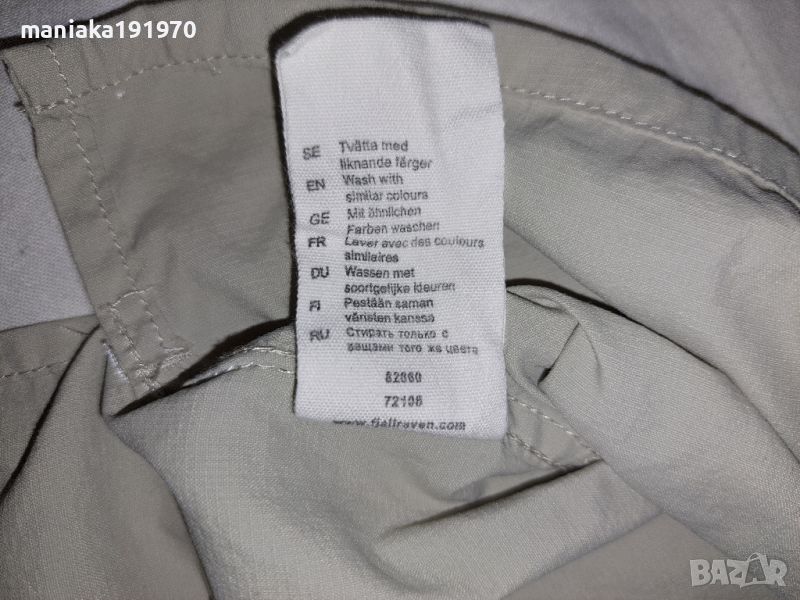 maniaka191970
SE Tvätta med
liknande färger
EN Wash with
similar colours
GE Mit ähnlichen
Farben waschen
FR Laver avec des couleurs
similaires
DU Wassen met
soortgelijke kleuren
FI Pestään saman
väristen kanssa
RU Стирать только с
вещами того же цвета
82860
72108
www.fjallraven.com
BAZAR